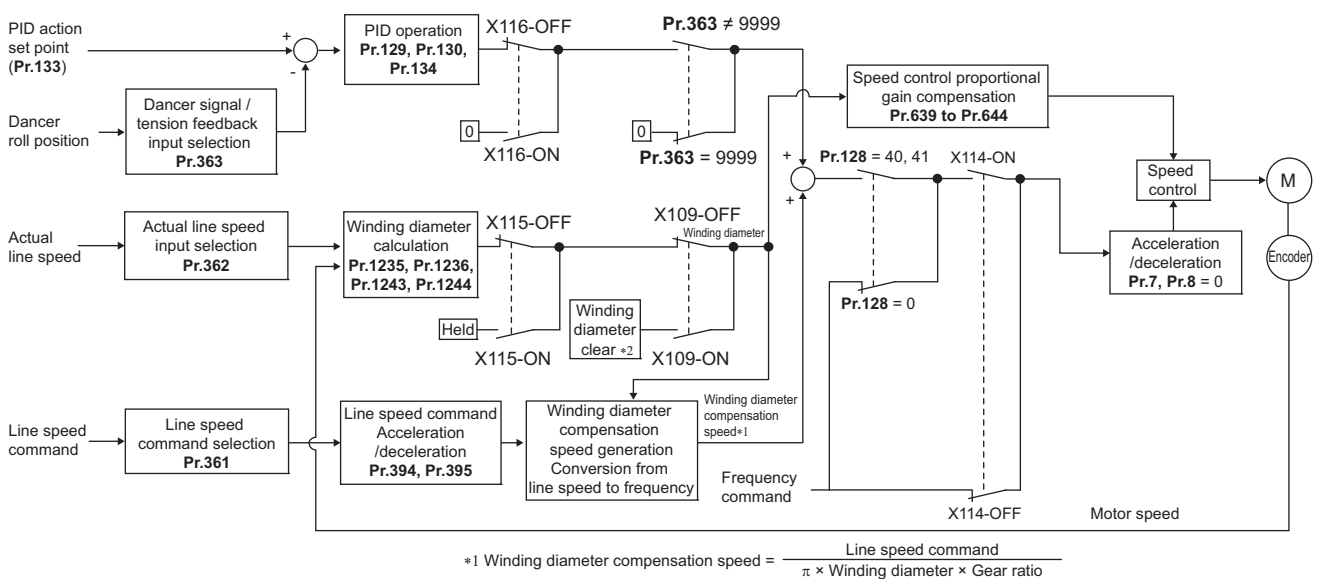 PID action
set point
(Pr.133)
+
-
PID operation
Pr.129, Pr.130,
Pr.134
X116-OFF
0
X116-ON
Pr.363 ≠ 9999
0
Pr.363 = 9999
Dancer
roll position
Dancer signal /
tension feedback
input selection
Pr.363
Speed control proportional
gain compensation
Pr.639 to Pr.644
+
+
Pr.128 = 40, 41
X114-ON
Speed
control
M
Actual
line speed
Actual line speed
input selection
Pr.362
Winding diameter
calculation
Pr.1235, Pr.1236,
Pr.1243, Pr.1244
X115-OFF
X109-OFF
Winding diameter
Held
X115-ON
Winding
diameter
clear *2
X109-ON
Pr.128 = 0
Acceleration
/deceleration
Pr.7, Pr.8 = 0
Encoder
Line speed
command
Line speed
command selection
Pr.361
Line speed command
Acceleration
/deceleration
Pr.394, Pr.395
Winding diameter
compensation
speed generation
Conversion from
line speed to frequency
Winding diameter
compensation
speed*1
Frequency
command
X114-OFF
Motor speed
*1 Winding diameter compensation speed =
Line speed command
π × Winding diameter × Gear ratio